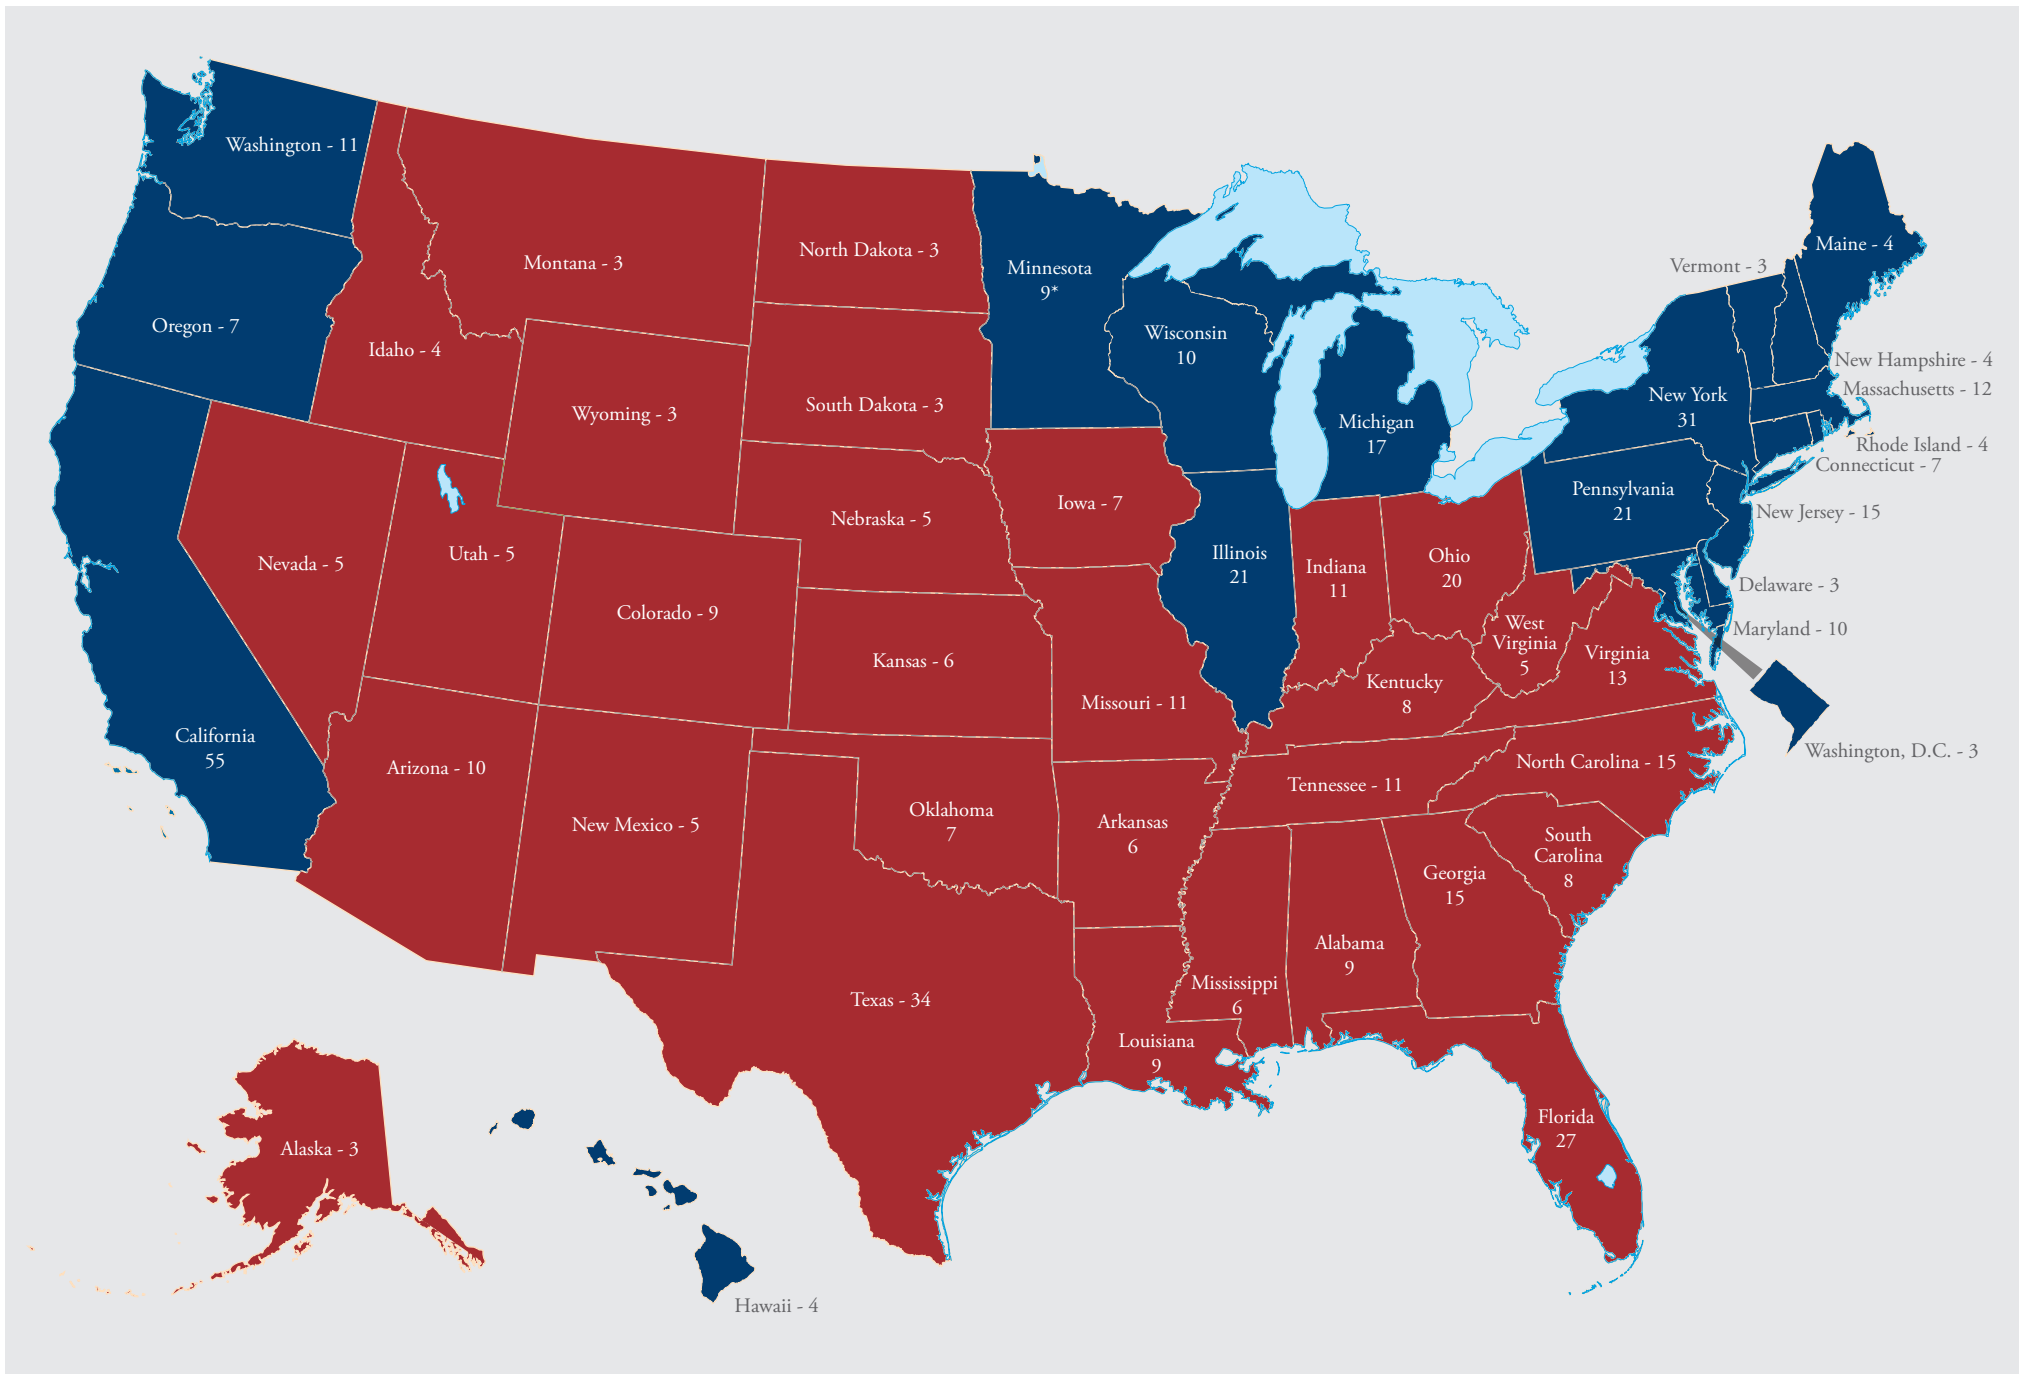 Washington - 11
Montana - 3
North Dakota - 3
Minnesota
9*
Maine - 4
Vermont - 3
Oregon - 7
Idaho - 4
Wisconsin
10
New Hampshire - 4
Massachusetts - 12
New York
31
Wyoming - 3
South Dakota - 3
Michigan
17
Rhode Island - 4
Connecticut - 7
Pennsylvania
21
New Jersey - 15
Iowa - 7
Nebraska - 5
Nevada - 5
Utah - 5
Illinois
21
Indiana
11
Ohio
20
Delaware - 3
Colorado - 9
Maryland - 10
West
Virginia
5
Virginia
13
Kansas - 6
Missouri - 11
Kentucky
8
California
55
Washington, D.C. - 3
Arizona - 10
North Carolina - 15
Tennessee - 11
New Mexico - 5
Oklahoma
7
Arkansas
6
South
Carolina
8
Georgia
15
Alabama
9
Mississippi
6
Texas - 34
Louisiana
9
Florida
27
Alaska - 3
Hawaii - 4